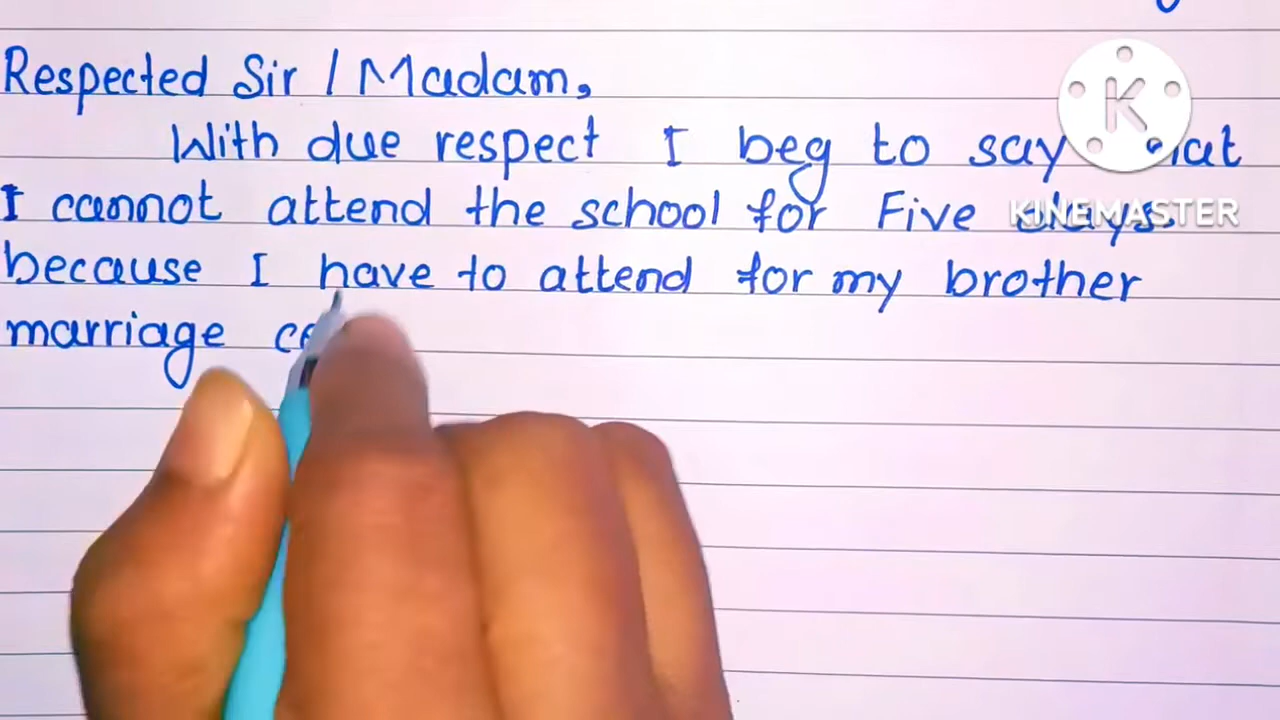 Respected Sir / Madam,
With due respect I beg to say
I cannot attend the school for Five days.
because I have to attend for my brother
marriage
KINEMASTER